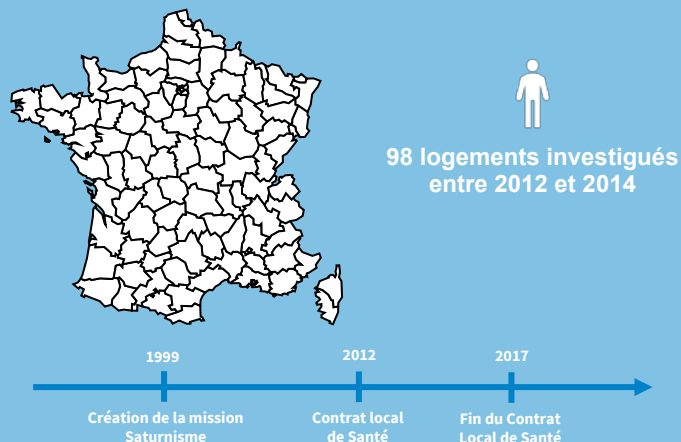 98 logements investigués
entre 2012 et 2014
1999
2012
2017
Création de la mission
Saturnisme
Contrat local
de Santé
Fin du Contrat
Local de Santé